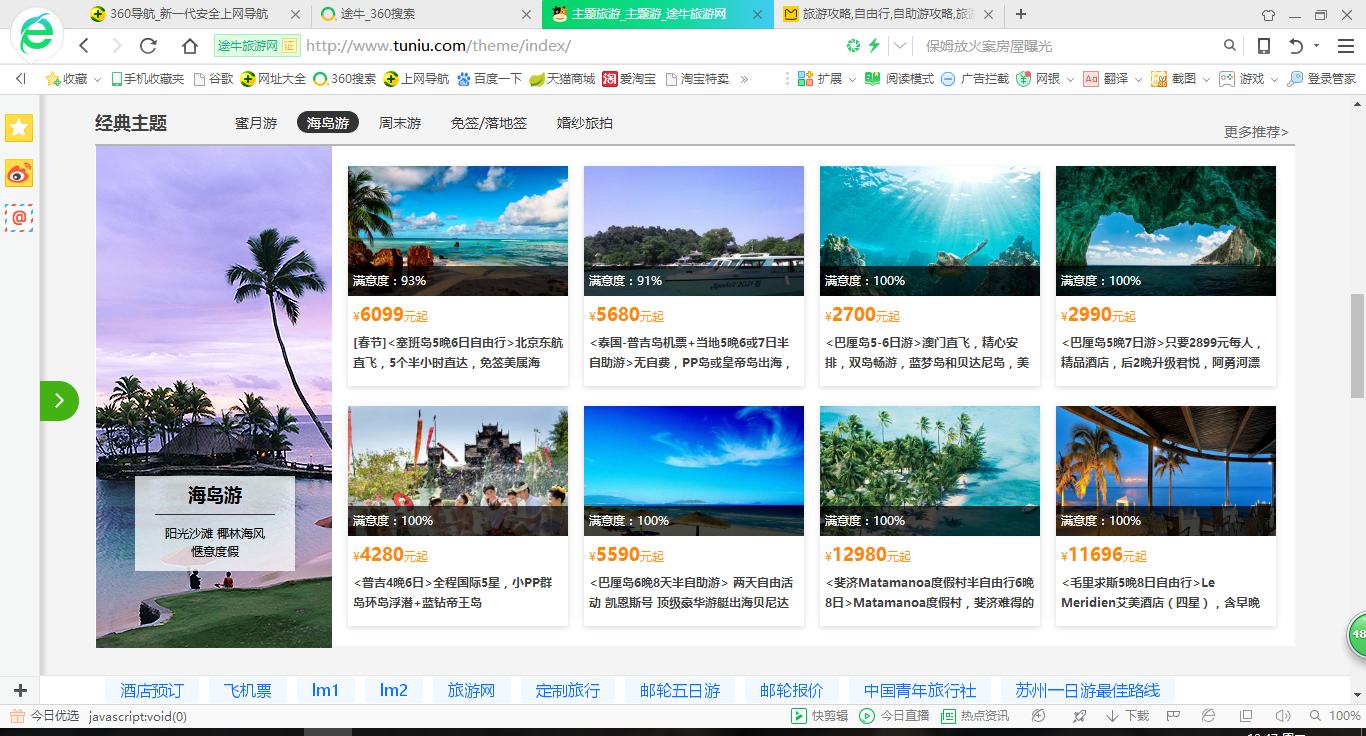 360导航_新一代安全上网导航
途牛_360搜索
主题旅游_主题游_途牛旅游网
旅游攻略,自由行,自助游攻略,旅游
途牛旅游网 证 http://www.tuniu.com/theme/index/
保姆放火案房屋曝光
收藏 手机收藏夹 谷歌 网址大全 360搜索 上网导航 百度一下 天猫商城 淘 爱淘宝 淘宝特卖 » 扩展 阅读模式 广告拦截 网银 Aa 翻译 截图 游戏 登录管家
经典主题 蜜月游 海岛游 周末游 免签/落地签 婚纱旅拍
更多推荐>
海岛游
阳光沙滩 椰林海风
惬意度假
满意度：93%
¥6099元起
[春节]<塞班岛5晚6日自由行>北京东航
直飞，5个半小时直达，免签美属海
满意度：91%
¥5680元起
<泰国-普吉岛机票+当地5晚6或7日半
自助游>无自费，PP岛或皇帝岛出海，
满意度：100%
¥2700元起
<巴厘岛5-6日游>澳门直飞，精心安
排，双岛畅游，蓝梦岛和贝达尼岛，美
满意度：100%
¥2990元起
<巴厘岛5晚7日游>只要2899元每人，
精品酒店，后2晚升级君悦，阿勇河漂
满意度：100%
¥4280元起
<普吉4晚6日>全程国际5星，小PP群
岛环岛浮潜+蓝钻帝王岛
满意度：100%
¥5590元起
<巴厘岛6晚8天半自助游> 两天自由活
动 凯恩斯号 顶级豪华游艇出海贝尼达
满意度：100%
¥12980元起
<斐济Matamanoa度假村半自由行6晚
8日>Matamanoa度假村，斐济难得的
满意度：100%
¥11696元起
<毛里求斯5晚8日自由行>Le
Meridien艾美酒店（四星），含早晚
48
酒店预订 飞机票 lm1 lm2 旅游网 定制旅行 邮轮五日游 邮轮报价 中国青年旅行社 苏州一日游最佳路线
今日优选 javascript:void(0) 快剪辑 今日直播 热点资讯 下载 100%